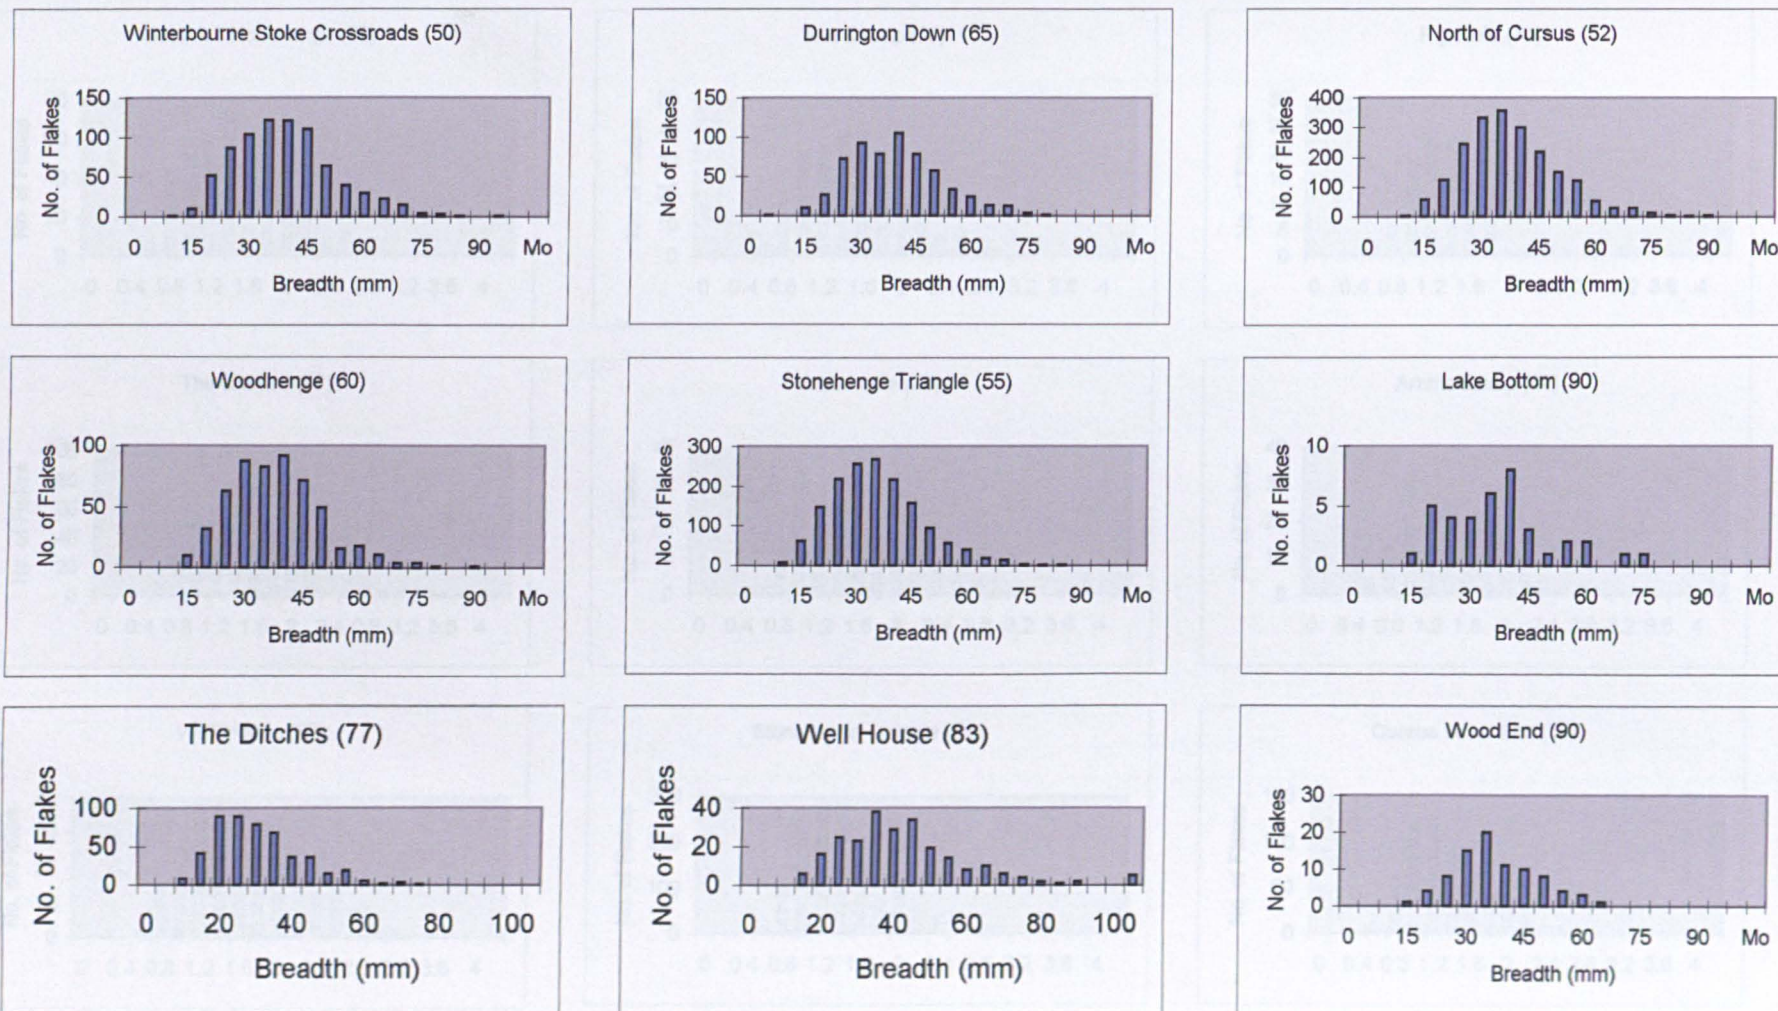 Winterbourne Stoke Crossroads (50)
No. of Flakes
150
100
50
0
0 15 30 45 60 75 90 Mo
Breadth (mm)
Durrington Down (65)
No. of Flakes
150
100
50
0
0 15 30 45 60 75 90 Mo
Breadth (mm)
North of Cursus (52)
No. of Flakes
400
300
200
100
0
0 15 30 45 60 75 90 Mo
Breadth (mm)
Woodhenge (60)
No. of Flakes
100
50
0
0 15 30 45 60 75 90 Mo
Breadth (mm)
Stonehenge Triangle (55)
No. of Flakes
300
200
100
0
0 15 30 45 60 75 90 Mo
Breadth (mm)
Lake Bottom (90)
No. of Flakes
10
5
0
0 15 30 45 60 75 90 Mo
Breadth (mm)
The Ditches (77)
No. of Flakes
100
50
0
0 20 40 60 80 100
Breadth (mm)
Well House (83)
No. of Flakes
40
20
0
0 20 40 60 80 100
Breadth (mm)
Wood End (90)
No. of Flakes
30
20
10
0
0 15 30 45 60 75 90 Mo
Breadth (mm)